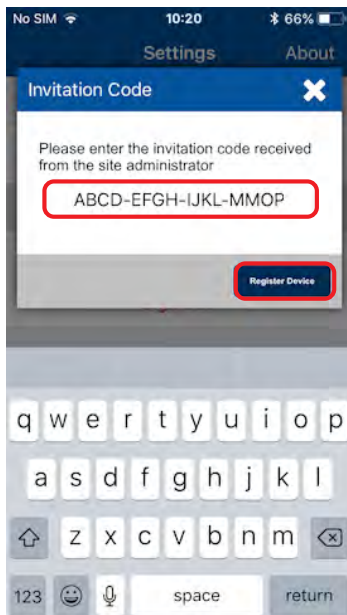 No SIM 10:20 66%
Settings About
Invitation Code
Please enter the invitation code received
from the site administrator
ABCD-EFGH-IJKL-MMOP
Register Device
q w e r t y u i o p
a s d f g h j k l
z x c v b n m
123 space return